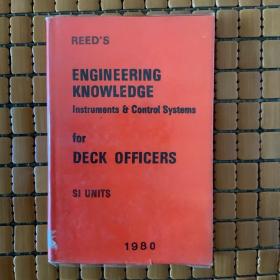 REED'S
ENGINEERING
KNOWLEDGE
Instruments & Control Systems
for
DECK OFFICERS
SI UNITS
1980